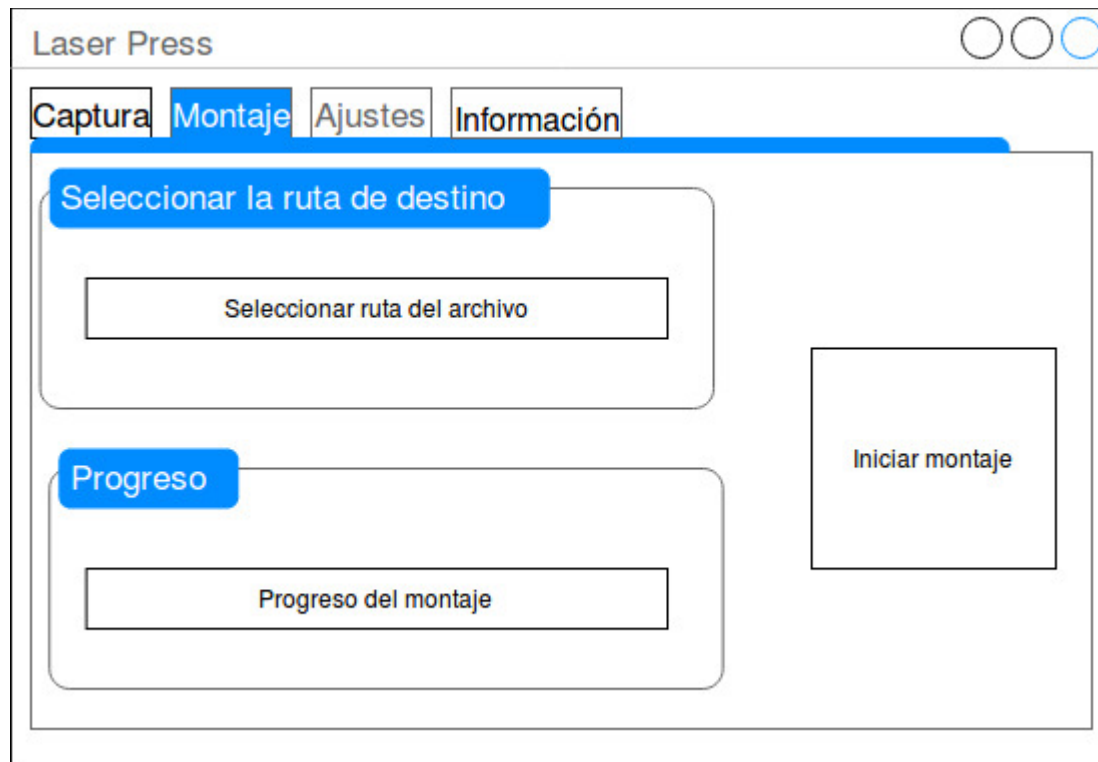 Laser Press
Captura Montaje Ajustes Información
Seleccionar la ruta de destino
Seleccionar ruta del archivo
Iniciar montaje
Progreso
Progreso del montaje